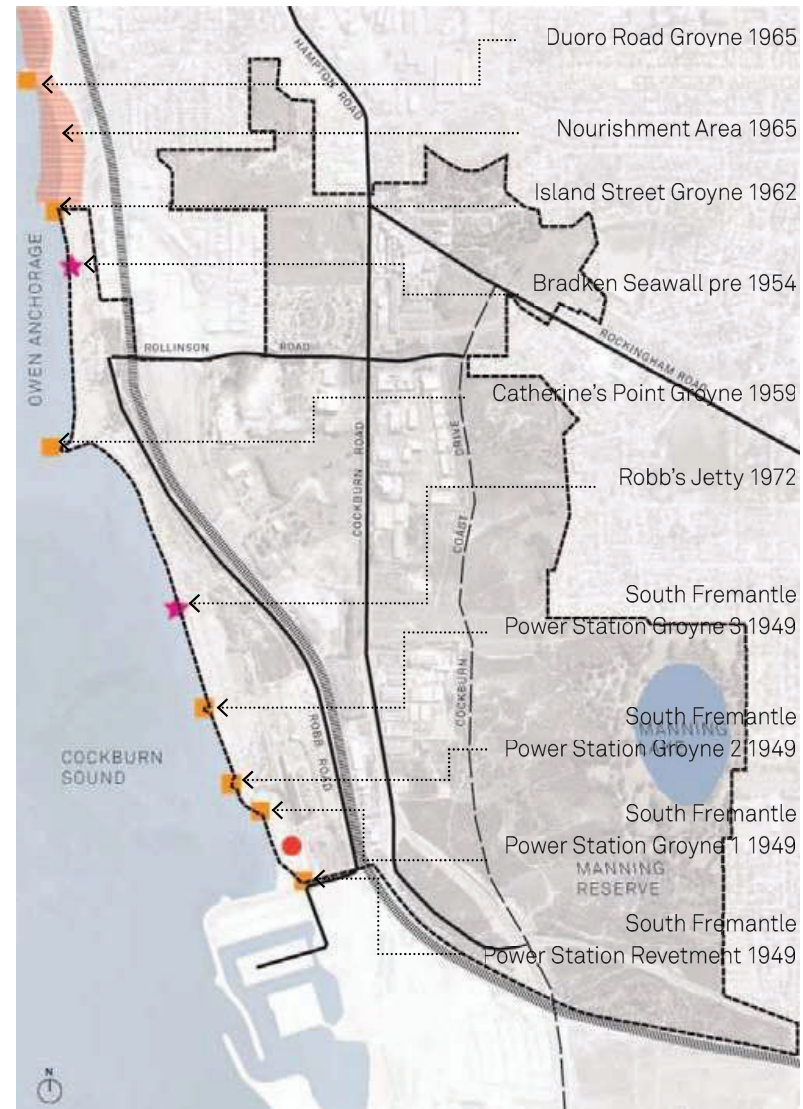 Duoro Road Groyne 1965
HAMPTON ROAD
Nourishment Area 1965
Island Street Groyne 1962
OWEN ANCHORAGE
Bradken Seawall pre 1954
ROLLINSON ROAD
ROCKINGHAM ROAD
Catherine's Point Groyne 1959
COCKBURN ROAD
Robb's Jetty 1972
COCKBURN COAST DRIVE
South Fremantle
Power Station Groyne 3 1949
ROBB ROAD
South Fremantle
MANNING
Power Station Groyne 2 1949
COCKBURN
SOUND
South Fremantle
Power Station Groyne 1 1949
MANNING
RESERVE
South Fremantle
Power Station Revetment 1949
N